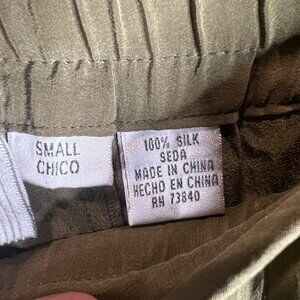 SMALL
CHICO
100% SILK
SEDA
MADE IN CHINA
HECHO EN CHINA
RN 73840